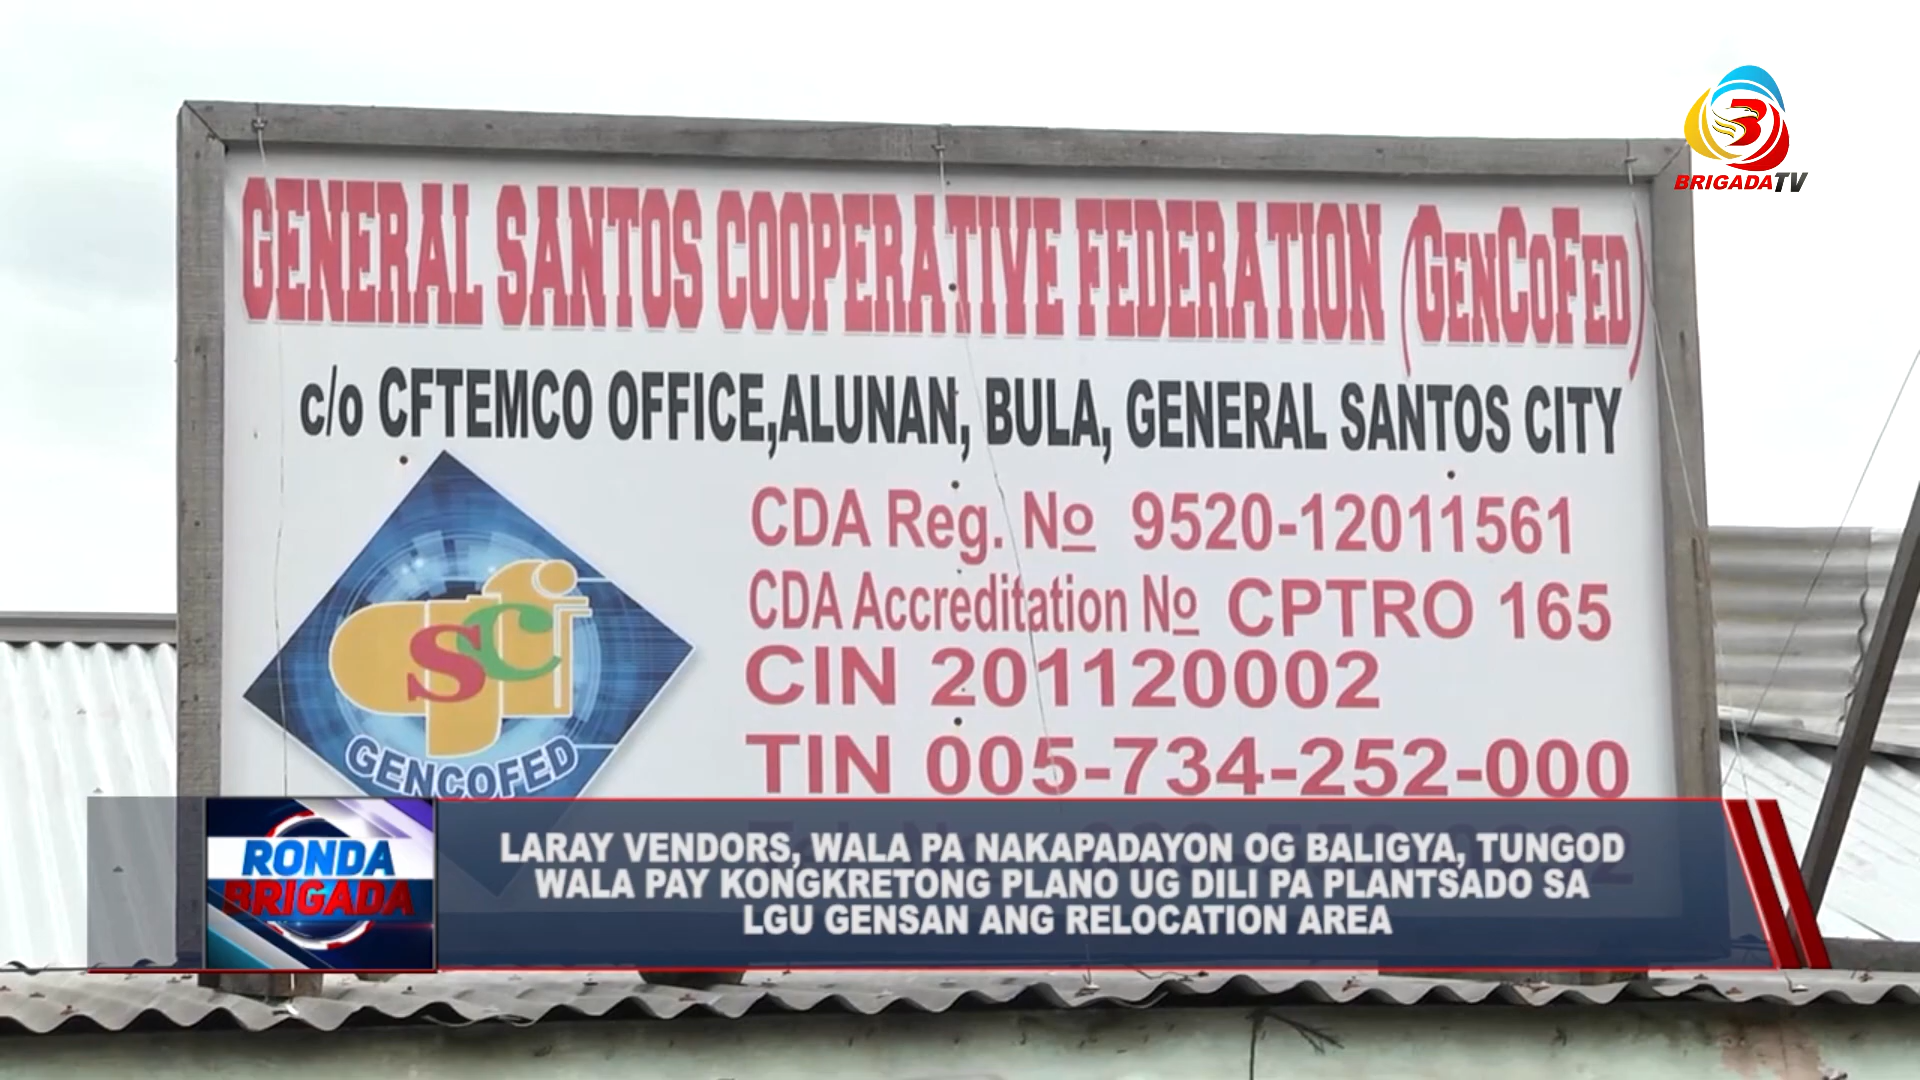 BRIGADA TV
GENERAL SANTOS COOPERATIVE FEDERATION (GENCOFED)
c/o CFTEMCO OFFICE,ALUNAN, BULA, GENERAL SANTOS CITY
CDA Reg. No 9520-12011561
CDA Accreditation No CPTRO 165
CIN 201120002
TIN 005-734-252-000
GSCFI
GENCOFED
RONDA
BRIGADA
LARAY VENDORS, WALA PA NAKAPADAYON OG BALIGYA, TUNGOD
WALA PAY KONGKRETONG PLANO UG DILI PA PLANTSADO SA
LGU GENSAN ANG RELOCATION AREA